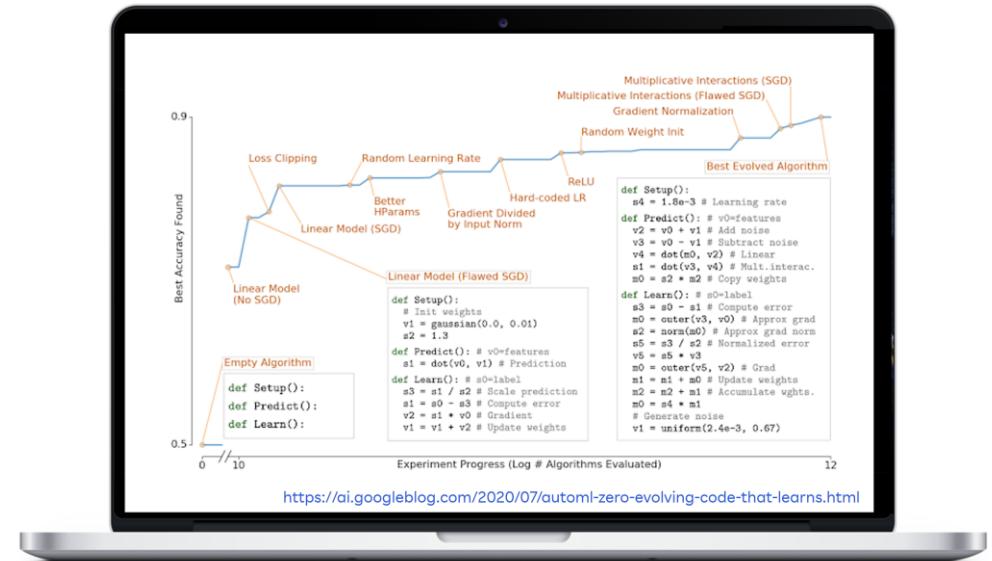 Multiplicative Interactions (SGD)
Multiplicative Interactions (Flawed SGD)
Gradient Normalization
0.9
Random Weight Init
Loss Clipping
Random Learning Rate
Best Evolved Algorithm
ReLU
Better
HParams
Hard-coded LR
Gradient Divided
by Input Norm
Linear Model (SGD)
Best Accuracy Found
Linear Model (Flawed SGD)
Linear Model
(No SGD)
def Setup():
# Init weights
v1 = gaussian(0.0, 0.01)
s2 = 1.3
def Predict(): # v0=features
s1 = dot(v0, v1) # Prediction
def Learn(): # s0=label
s3 = s1 / s2 # Scale prediction
s1 = s0 - s3 # Compute error
v2 = s1 * v0 # Gradient
v1 = v1 + v2 # Update weights
def Setup():
s4 = 1.8e-3 # Learning rate
def Predict(): # v0=features
v2 = v0 + v1 # Add noise
v3 = v0 - v1 # Subtract noise
v4 = dot(m0, v2) # Linear
s1 = dot(v3, v4) # Mult.interac.
m0 = s2 * m2 # Copy weights
def Learn(): # s0=label
s3 = s0 - s1 # Compute error
m0 = outer(v3, v0) # Approx grad
s2 = norm(m0) # Approx grad norm
s5 = s3 / s2 # Normalized error
v5 = s5 * v3
m0 = outer(v5, v2) # Grad
m1 = m1 + m0 # Update weights
m2 = m2 + m1 # Accumulate wghts.
m0 = s4 * m1
# Generate noise
v1 = uniform(2.4e-3, 0.67)
Empty Algorithm
def Setup():
def Predict():
def Learn():
0.5
0
10
Experiment Progress (Log # Algorithms Evaluated)
12
https://ai.googleblog.com/2020/07/automl-zero-evolving-code-that-learns.html